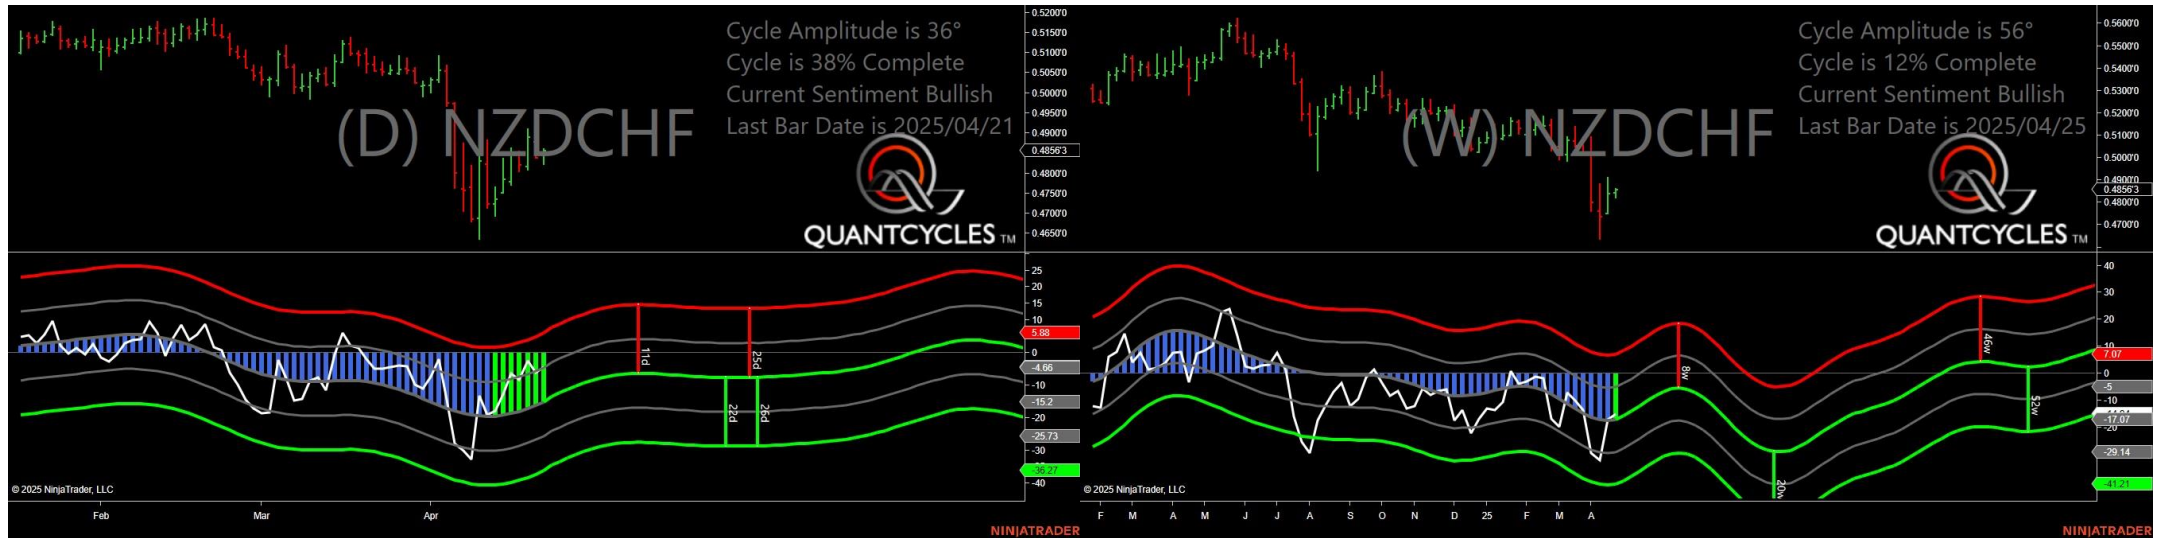 Cycle Amplitude is 36°
Cycle is 38% Complete
Current Sentiment Bullish
Last Bar Date is 2025/04/21
(D) NZDCHF
QUANTCYCLES TM
0.5200'0
0.5150'0
0.5100'0
0.5050'0
0.5000'0
0.4950'0
0.4900'0
0.4856'3
0.4800'0
0.4750'0
0.4700'0
0.4650'0
25
20
15
10
5.88
0
-4.66
-10
-15.2
-20
-25.73
-30
-36.27
-40
11d
25d
22d
26d
© 2025 NinjaTrader, LLC
Feb
Mar
Apr
NINJATRADER
Cycle Amplitude is 56°
Cycle is 12% Complete
Current Sentiment Bullish
Last Bar Date is 2025/04/25
(W) NZDCHF
QUANTCYCLES TM
0.5600'0
0.5500'0
0.5400'0
0.5300'0
0.5200'0
0.5100'0
0.5000'0
0.4900'0
0.4856'3
0.4800'0
0.4700'0
40
30
20
10
7.07
0
-5
-10
-17.07
-20
-29.14
-41.21
8w
46w
52w
20w
© 2025 NinjaTrader, LLC
F
M
A
M
J
J
A
S
O
N
D
25
F
M
A
NINJATRADER